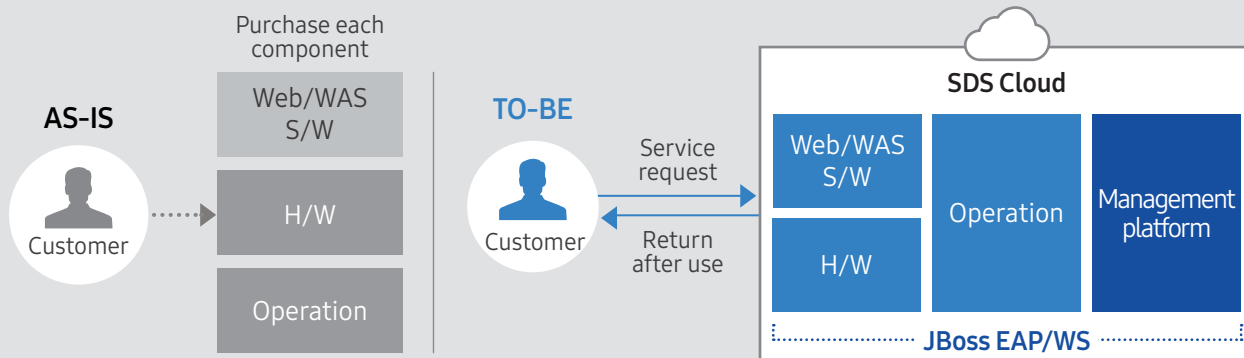 AS-IS
Customer
Purchase each
component
Web/WAS
S/W
H/W
Operation
TO-BE
Customer
Service
request
Return
after use
SDS Cloud
Web/WAS
S/W
H/W
Operation
Management
platform
JBoss EAP/WS